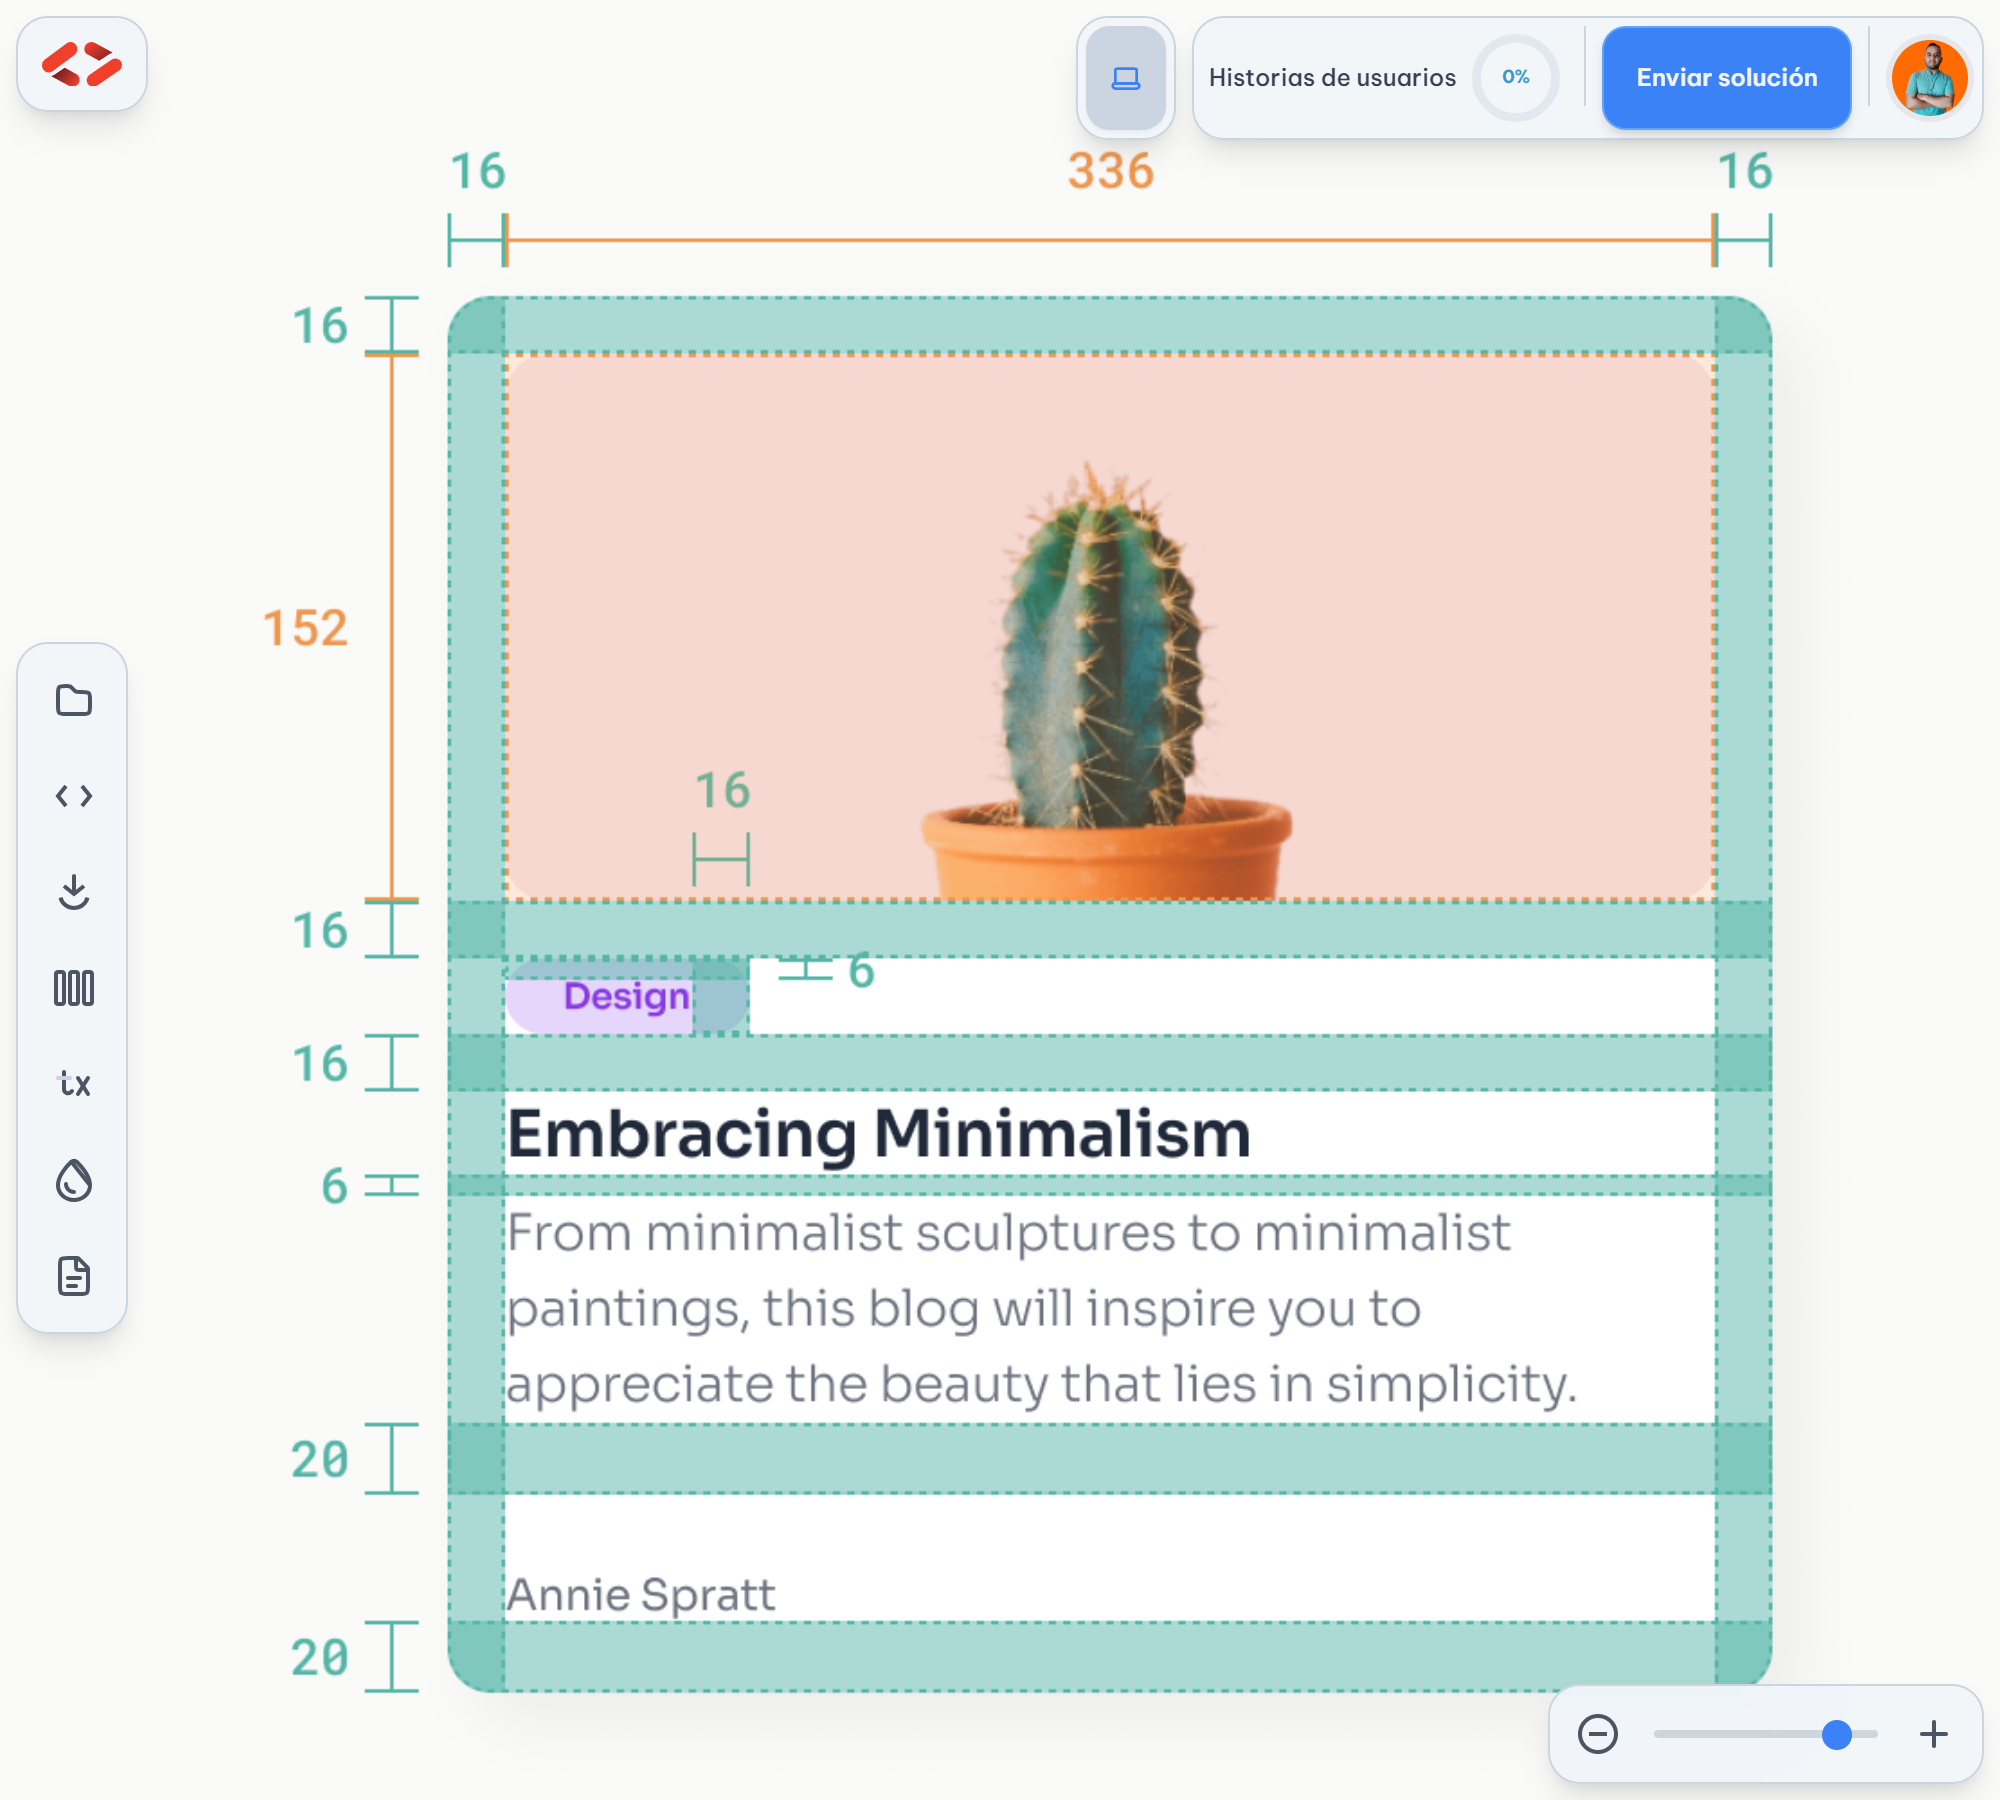 Historias de usuarios 0% Enviar solución
16 336 16
16
152
16
16
Design 6
16
Embracing Minimalism
6
From minimalist sculptures to minimalist
paintings, this blog will inspire you to
appreciate the beauty that lies in simplicity.
20
Annie Spratt
20
tx